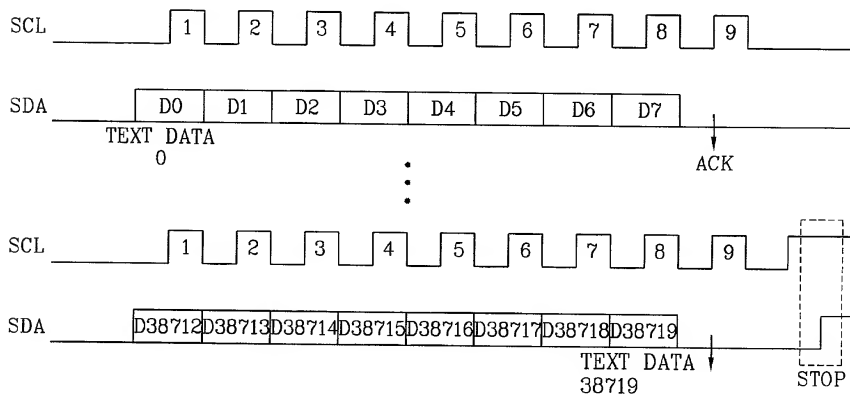 SCL 1 2 3 4 5 6 7 8 9
SDA D0 D1 D2 D3 D4 D5 D6 D7
TEXT DATA
0
ACK
SCL 1 2 3 4 5 6 7 8 9
SDA D38712 D38713 D38714 D38715 D38716 D38717 D38718 D38719
TEXT DATA
38719
STOP